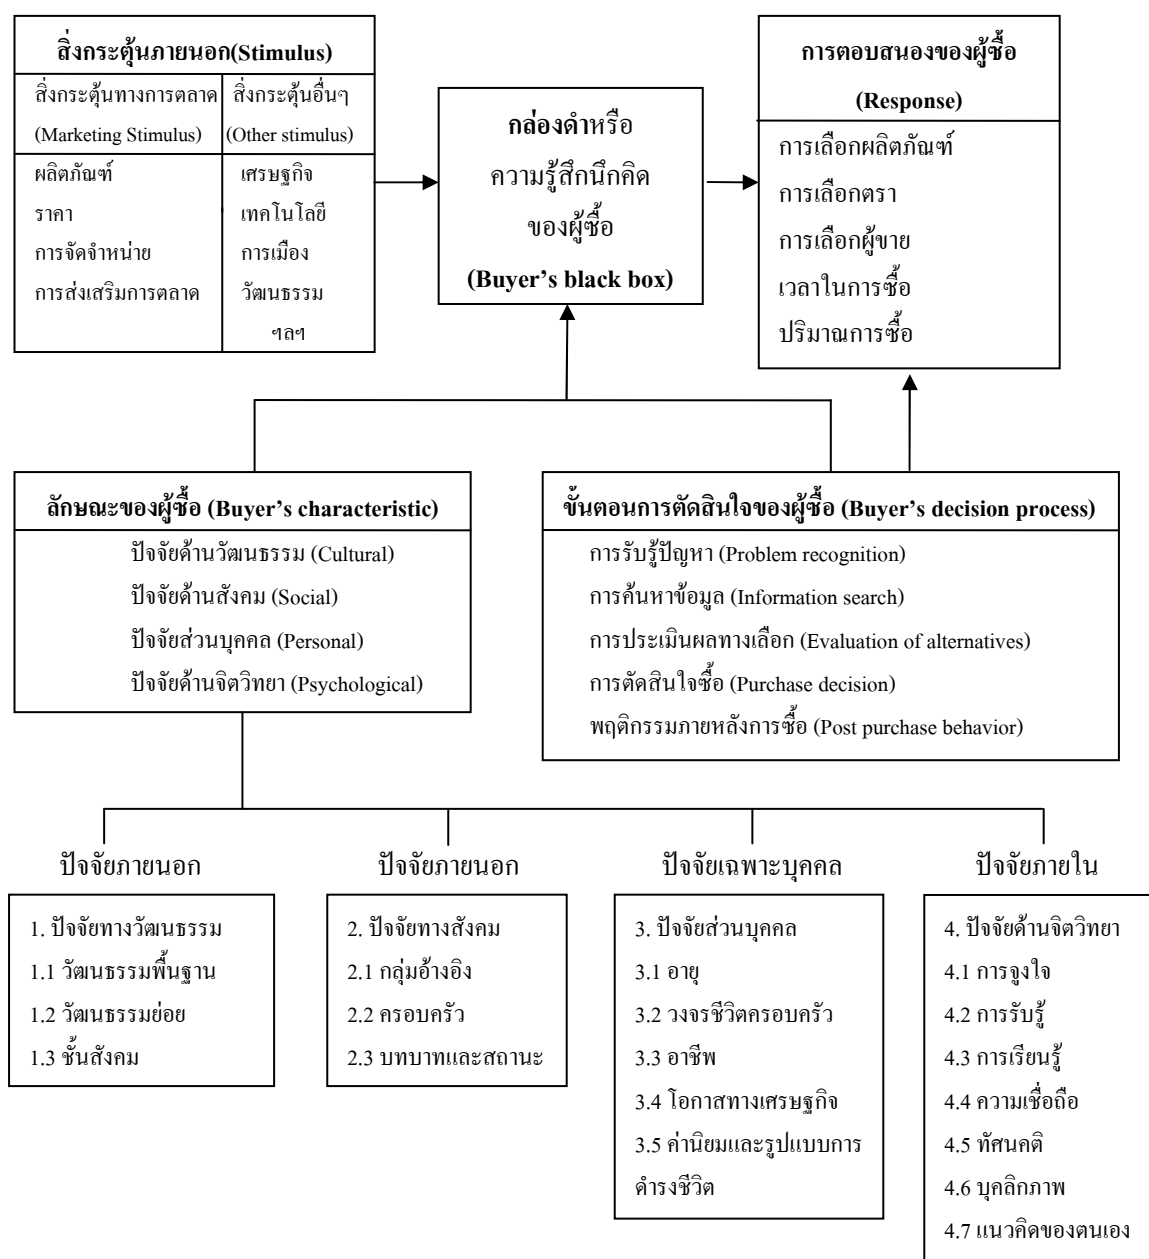 สิ่งกระตุ้นภายนอก(Stimulus)
สิ่งกระตุ้นทางการตลาด
(Marketing Stimulus)
สิ่งกระตุ้นอื่นๆ
(Other stimulus)
ผลิตภัณฑ์
ราคา
การจัดจำหน่าย
การส่งเสริมการตลาด
เศรษฐกิจ
เทคโนโลยี
การเมือง
วัฒนธรรม
ฯลฯ
กล่องดำหรือ
ความรู้สึกนึกคิด
ของผู้ซื้อ
(Buyer's black box)
การตอบสนองของผู้ซื้อ
(Response)
การเลือกผลิตภัณฑ์
การเลือกตรา
การเลือกผู้ขาย
เวลาในการซื้อ
ปริมาณการซื้อ
ลักษณะของผู้ซื้อ (Buyer's characteristic)
ปัจจัยด้านวัฒนธรรม (Cultural)
ปัจจัยด้านสังคม (Social)
ปัจจัยส่วนบุคคล (Personal)
ปัจจัยด้านจิตวิทยา (Psychological)
ขั้นตอนการตัดสินใจของผู้ซื้อ (Buyer's decision process)
การรับรู้ปัญหา (Problem recognition)
การค้นหาข้อมูล (Information search)
การประเมินผลทางเลือก (Evaluation of alternatives)
การตัดสินใจซื้อ (Purchase decision)
พฤติกรรมภายหลังการซื้อ (Post purchase behavior)
ปัจจัยภายนอก
1. ปัจจัยทางวัฒนธรรม
1.1 วัฒนธรรมพื้นฐาน
1.2 วัฒนธรรมย่อย
1.3 ชั้นสังคม
ปัจจัยภายนอก
2. ปัจจัยทางสังคม
2.1 กลุ่มอ้างอิง
2.2 ครอบครัว
2.3 บทบาทและสถานะ
ปัจจัยเฉพาะบุคคล
3. ปัจจัยส่วนบุคคล
3.1 อายุ
3.2 วงจรชีวิตครอบครัว
3.3 อาชีพ
3.4 โอกาสทางเศรษฐกิจ
3.5 ค่านิยมและรูปแบบการ
ดำรงชีวิต
ปัจจัยภายใน
4. ปัจจัยด้านจิตวิทยา
4.1 การจูงใจ
4.2 การรับรู้
4.3 การเรียนรู้
4.4 ความเชื่อถือ
4.5 ทัศนคติ
4.6 บุคลิกภาพ
4.7 แนวคิดของตนเอง